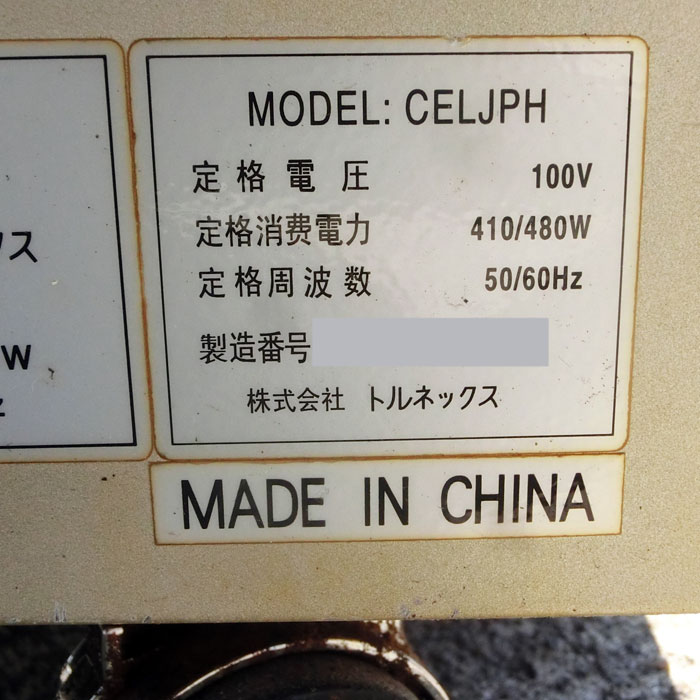 MODEL: CELJPH
定格電圧 100V
定格消費電力 410/480W
定格周波数 50/60Hz
製造番号
株式会社 トルネックス
MADE IN CHINA
ス
W
z